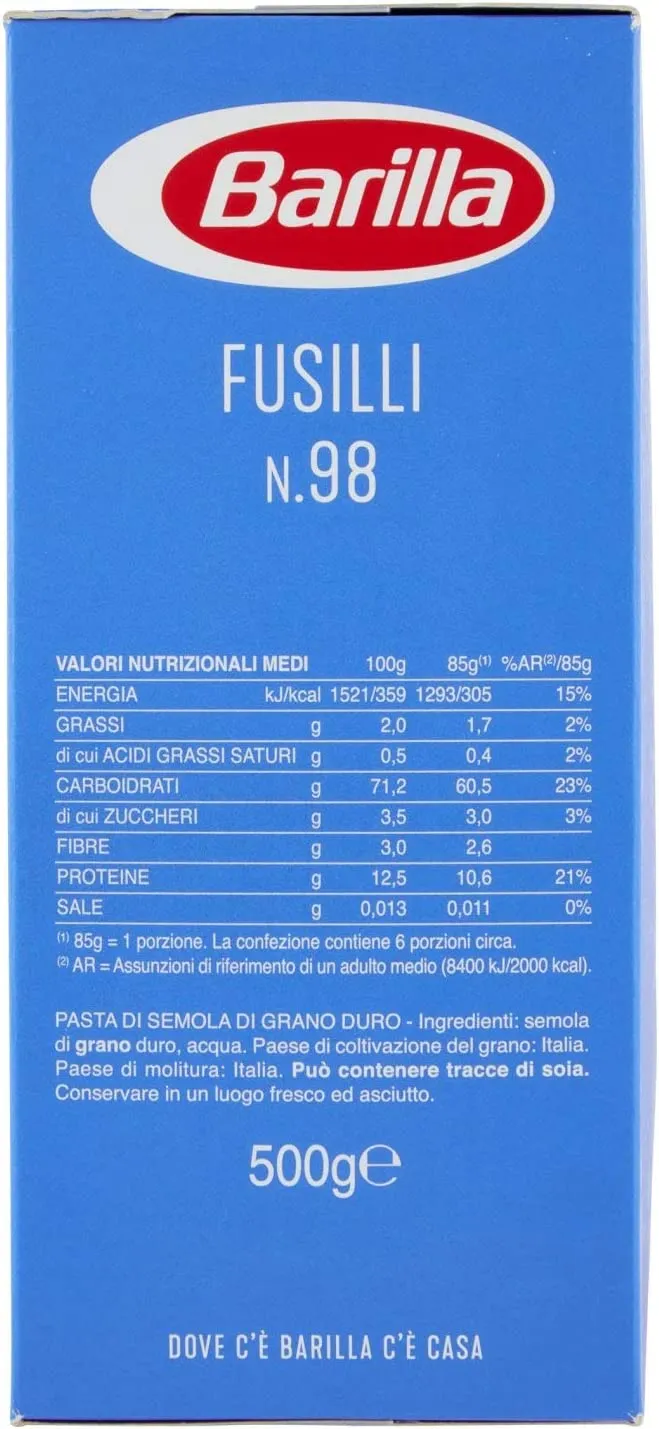 Barilla
FUSILLI
N.98
VALORI NUTRIZIONALI MEDI 100g 85g⁽¹⁾ %AR⁽²⁾/85g
ENERGIA kJ/kcal 1521/359 1293/305 15%
GRASSI g 2,0 1,7 2%
di cui ACIDI GRASSI SATURI g 0,5 0,4 2%
CARBOIDRATI g 71,2 60,5 23%
di cui ZUCCHERI g 3,5 3,0 3%
FIBRE g 3,0 2,6
PROTEINE g 12,5 10,6 21%
SALE g 0,013 0,011 0%
⁽¹⁾ 85g = 1 porzione. La confezione contiene 6 porzioni circa.
⁽²⁾ AR = Assunzioni di riferimento di un adulto medio (8400 kJ/2000 kcal).
PASTA DI SEMOLA DI GRANO DURO - Ingredienti: semola
di grano duro, acqua. Paese di coltivazione del grano: Italia.
Paese di molitura: Italia. Può contenere tracce di soia.
Conservare in un luogo fresco ed asciutto.
500g℮
DOVE C'È BARILLA C'È CASA